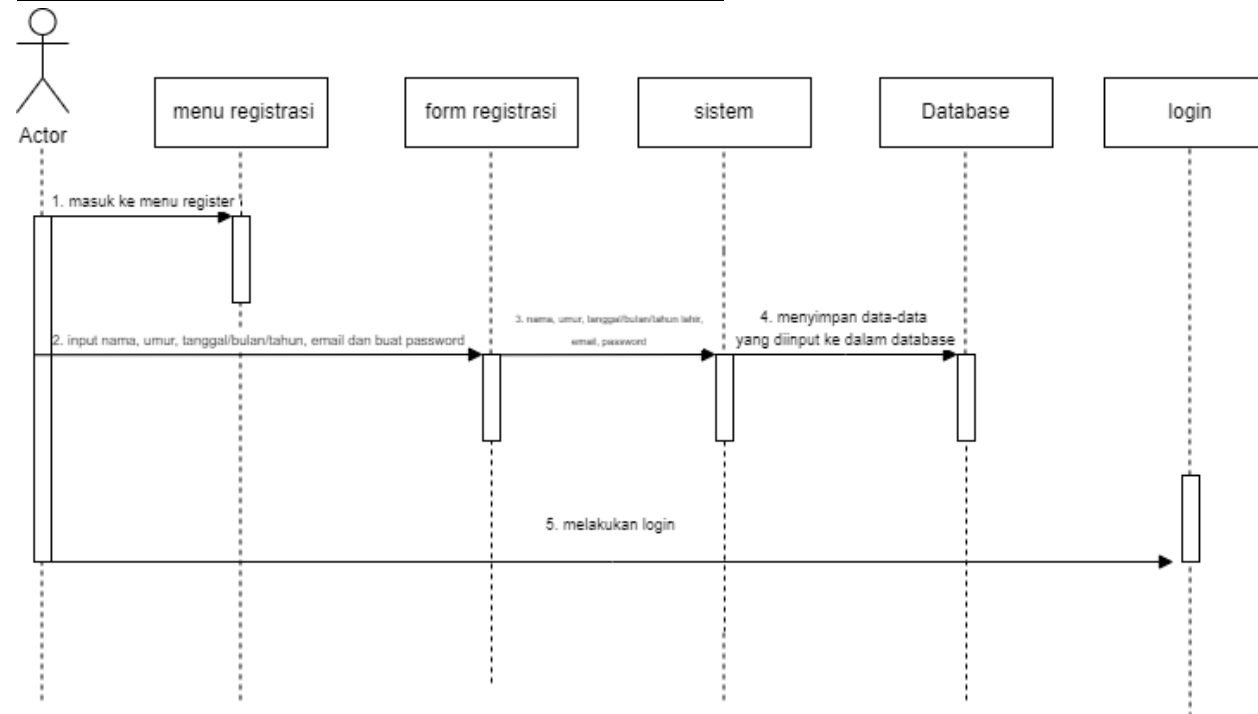 Actor
menu registrasi
form registrasi
sistem
Database
login
1. masuk ke menu register
2. input nama, umur, tanggal/bulan/tahun, email dan buat password
3. nama, umur, tanggal/bulan/tahun lahir,
email, password
4. menyimpan data-data
yang diinput ke dalam database
5. melakukan login